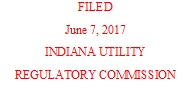 FILED
June 7, 2017
INDIANA UTILITY
REGULATORY COMMISSION